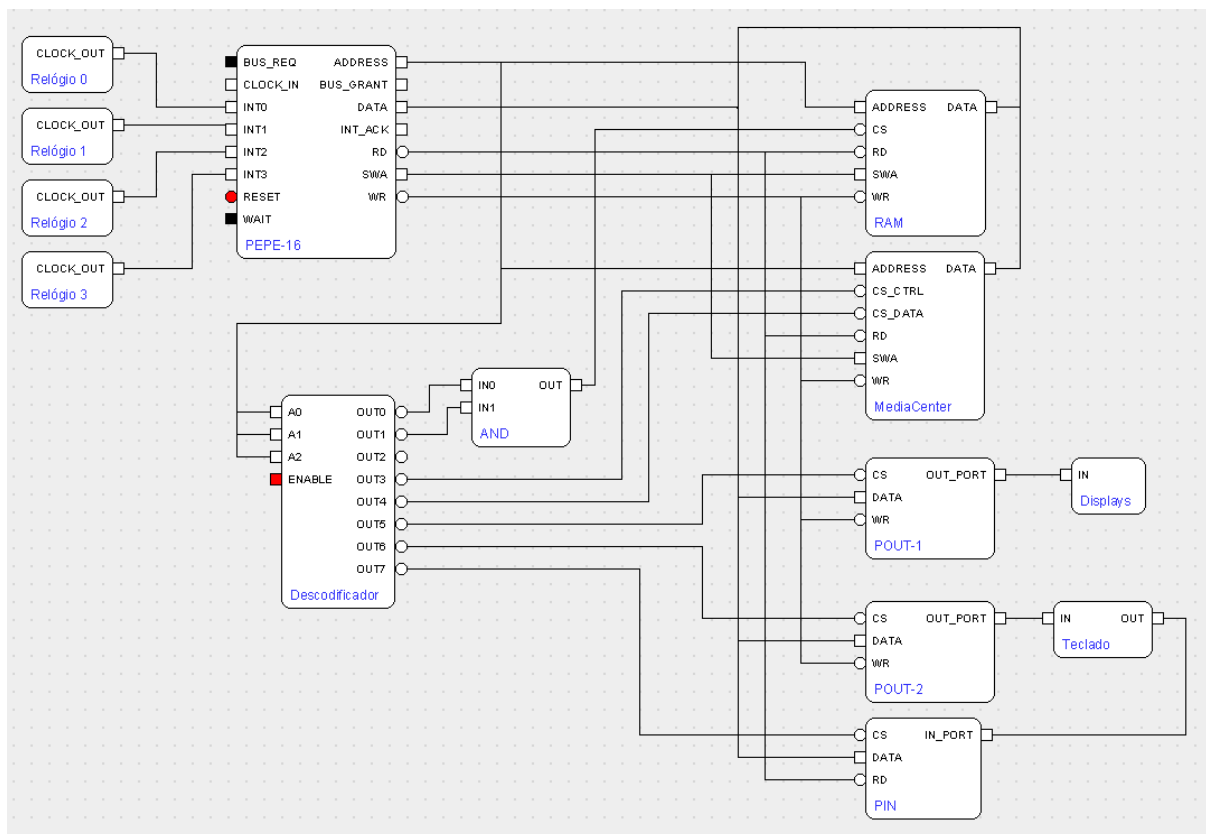 CLOCK_OUT
Relógio 0
CLOCK_OUT
Relógio 1
CLOCK_OUT
Relógio 2
CLOCK_OUT
Relógio 3
BUS_REQ ADDRESS
CLOCK_IN BUS_GRANT
INT0 DATA
INT1 INT_ACK
INT2 RD
INT3 SWA
RESET WR
WAIT
PEPE-16
ADDRESS DATA
CS
RD
SWA
WR
RAM
ADDRESS DATA
CS_CTRL
CS_DATA
RD
SWA
WR
MediaCenter
A0 OUT0
A1 OUT1
A2 OUT2
ENABLE OUT3
OUT4
OUT5
OUT6
OUT7
Descodificador
IN0 OUT
IN1
AND
CS OUT_PORT
DATA
WR
POUT-1
IN
Displays
CS OUT_PORT
DATA
WR
POUT-2
IN OUT
Teclado
CS IN_PORT
DATA
RD
PIN